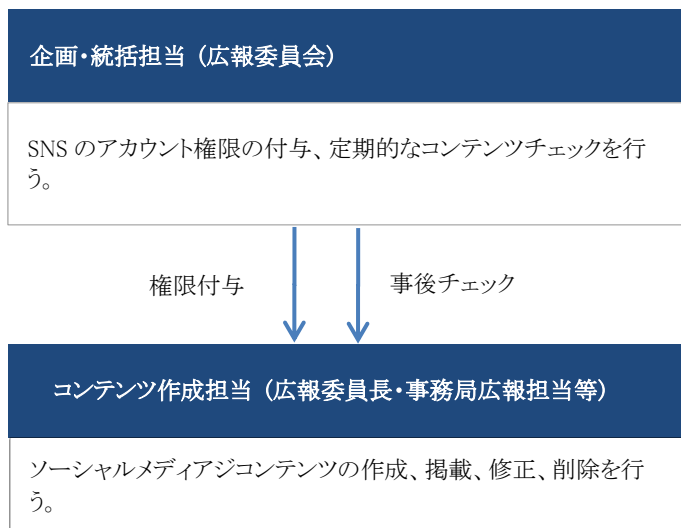 企画・統括担当（広報委員会）
SNS のアカウント権限の付与、定期的なコンテンツチェックを行
う。
権限付与
事後チェック
コンテンツ作成担当（広報委員長・事務局広報担当等）
ソーシャルメディアジコンテンツの作成、掲載、修正、削除を行
う。